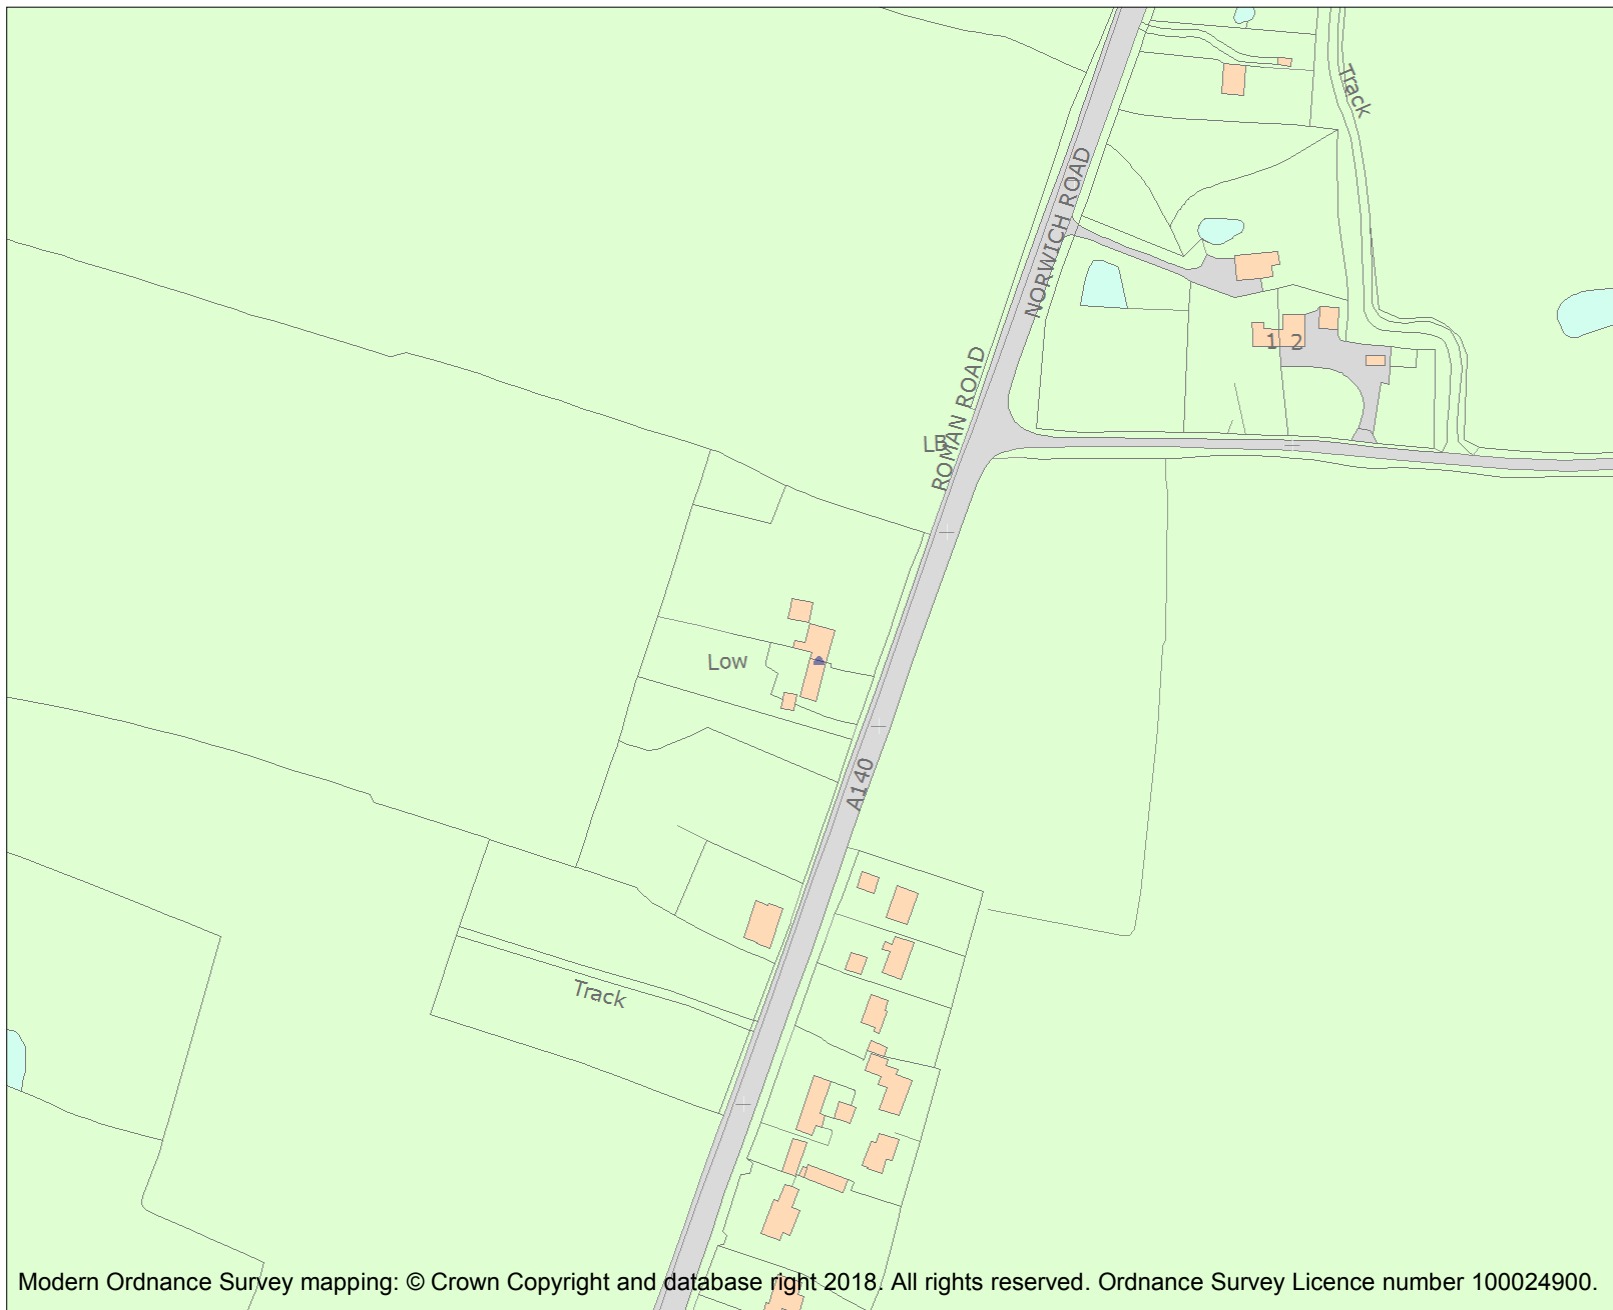 Track
NORWICH ROAD
1 2
ROMAN ROAD
LB
Low
A140
Track
Modern Ordnance Survey mapping: © Crown Copyright and database right 2018. All rights reserved. Ordnance Survey Licence number 100024900.